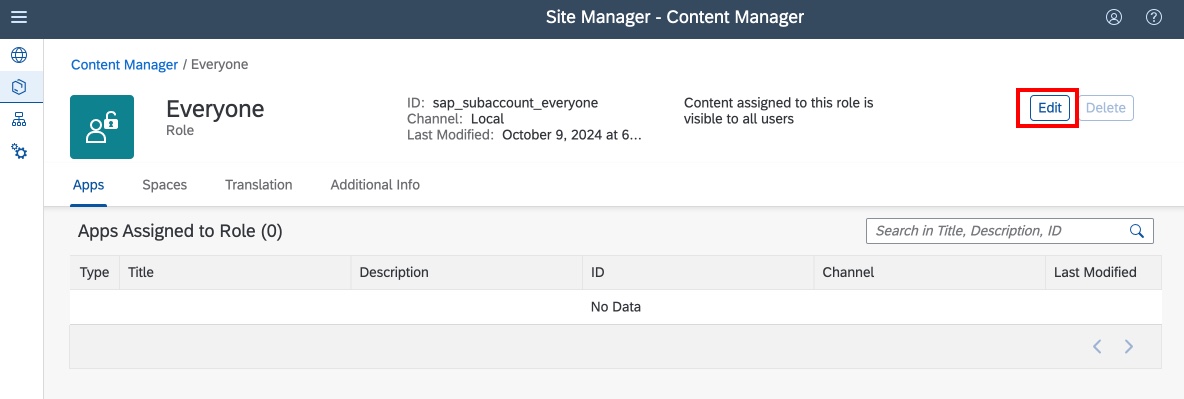 Site Manager - Content Manager
Content Manager / Everyone
Everyone
Role
ID: sap_subaccount_everyone
Channel: Local
Last Modified: October 9, 2024 at 6...
Content assigned to this role is
visible to all users
Edit
Delete
Apps Spaces Translation Additional Info
Apps Assigned to Role (0)
Search in Title, Description, ID
Type Title Description ID Channel Last Modified
No Data